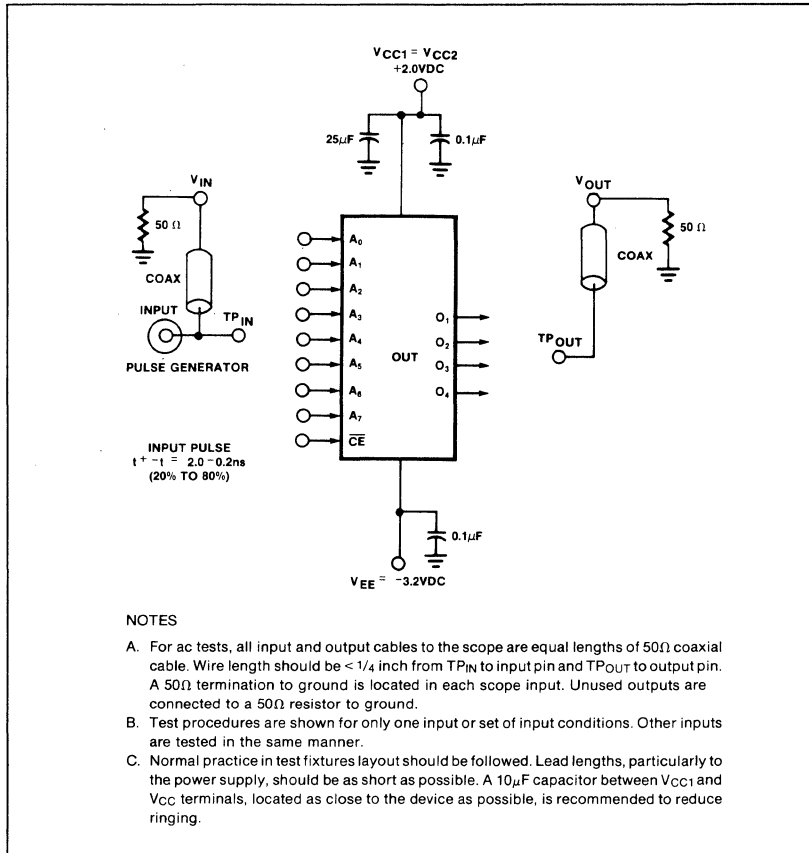 VCC1 = VCC2
+2.0VDC
25μF
0.1μF
VIN
50 Ω
COAX
INPUT
TPIN
PULSE GENERATOR
A0
A1
A2
A3
A4
A5
A6
A7
CE
OUT
O1
O2
O3
O4
VOUT
50 Ω
COAX
TPOUT
INPUT PULSE
t+ -t = 2.0 -0.2ns
(20% TO 80%)
0.1μF
VEE = -3.2VDC
NOTES
A. For ac tests, all input and output cables to the scope are equal lengths of 50Ω coaxial
cable. Wire length should be < 1/4 inch from TPIN to input pin and TPOUT to output pin.
A 50Ω termination to ground is located in each scope input. Unused outputs are
connected to a 50Ω resistor to ground.
B. Test procedures are shown for only one input or set of input conditions. Other inputs
are tested in the same manner.
C. Normal practice in test fixtures layout should be followed. Lead lengths, particularly to
the power supply, should be as short as possible. A 10μF capacitor between VCC1 and
VCC terminals, located as close to the device as possible, is recommended to reduce
ringing.